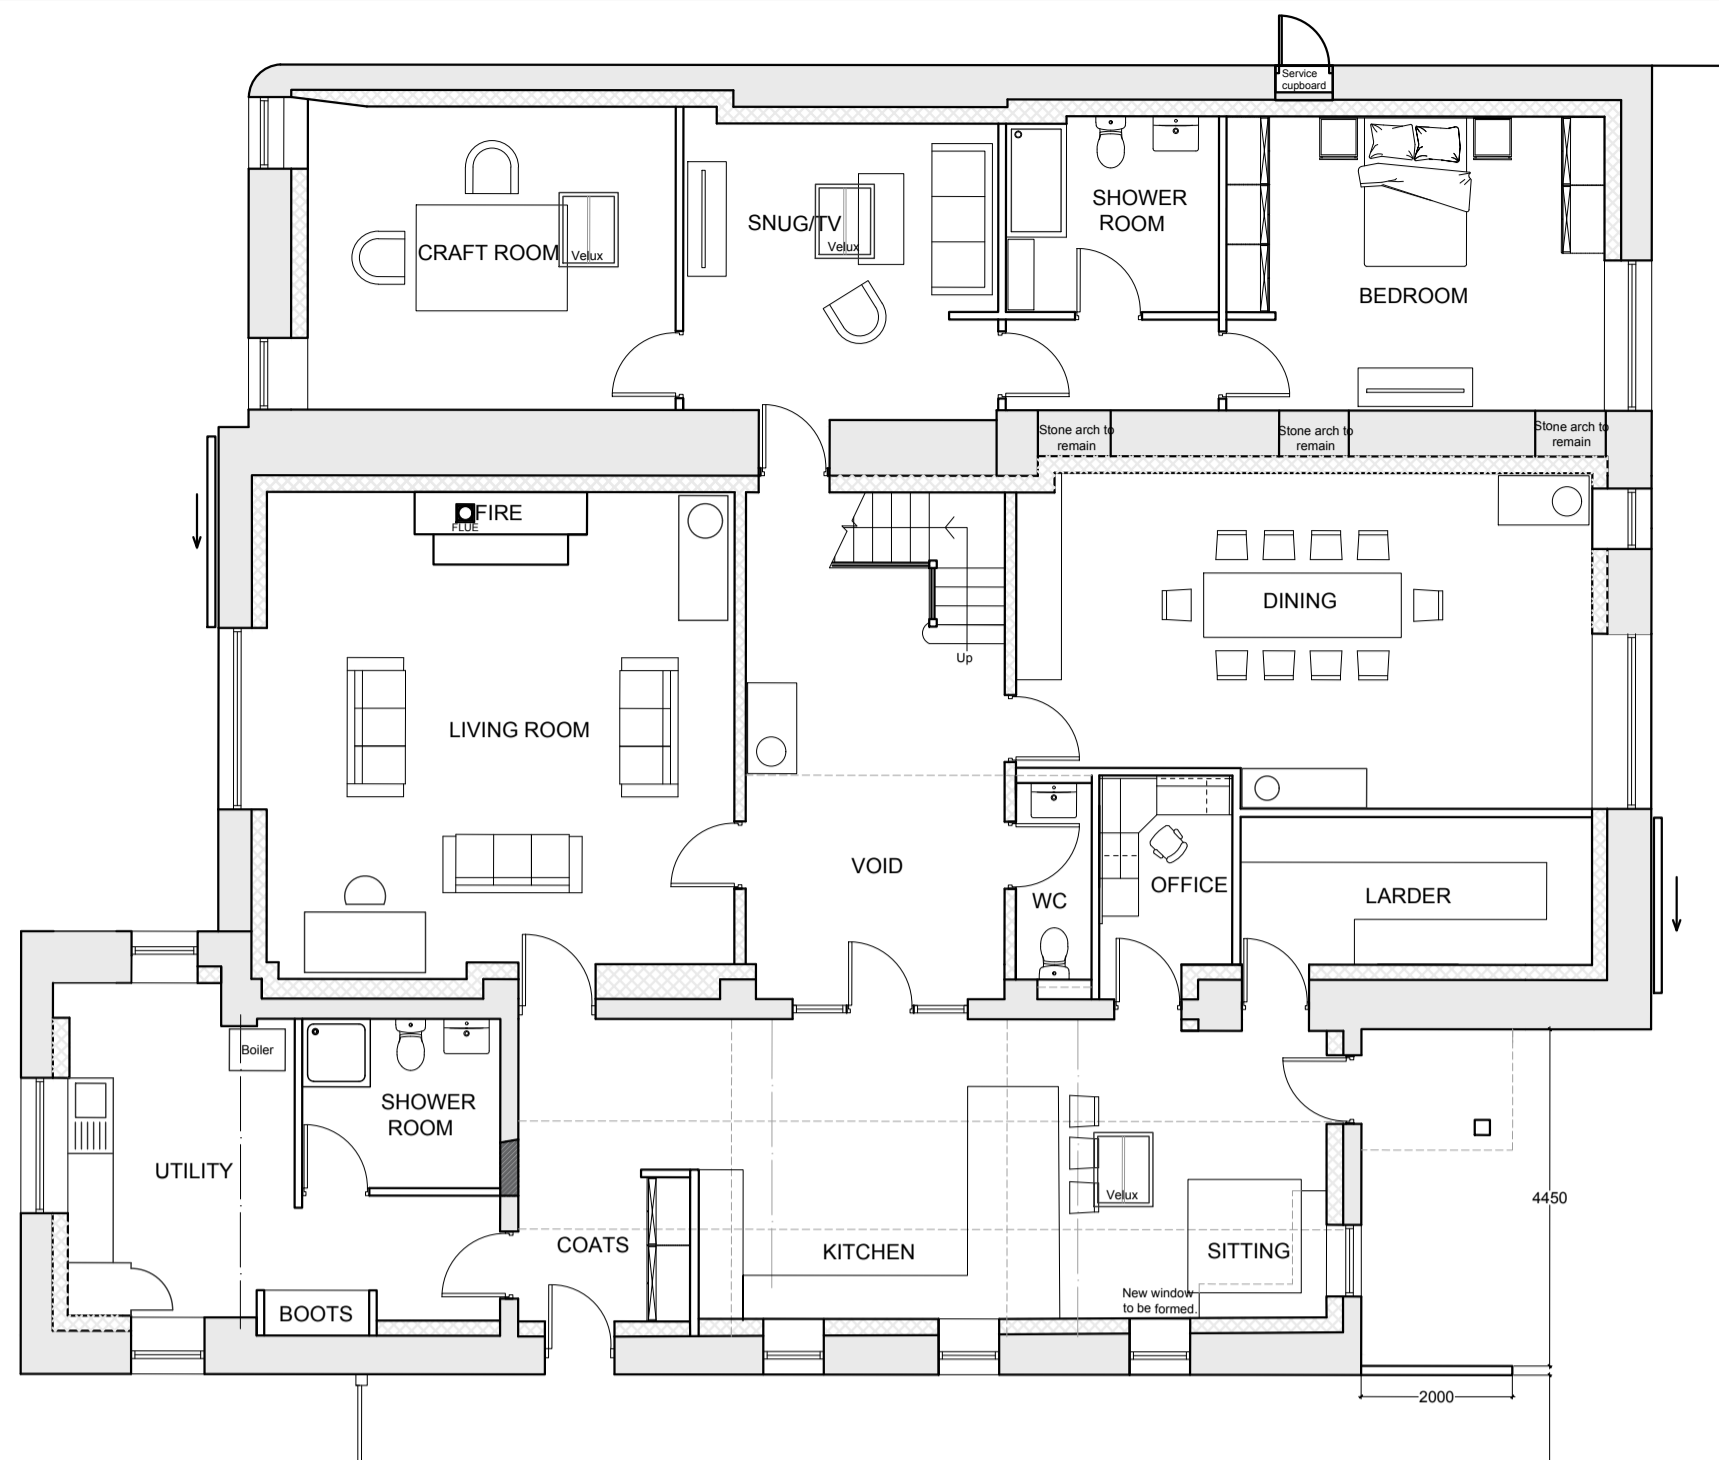 Service
cupboard
CRAFT ROOM
Velux
SNUG/TV
Velux
SHOWER
ROOM
BEDROOM
Stone arch to
remain
Stone arch to
remain
Stone arch to
remain
FIRE
FLUE
DINING
Up
LIVING ROOM
VOID
WC
OFFICE
LARDER
Boiler
SHOWER
ROOM
UTILITY
COATS
KITCHEN
Velux
SITTING
New window
to be formed.
BOOTS
4450
2000